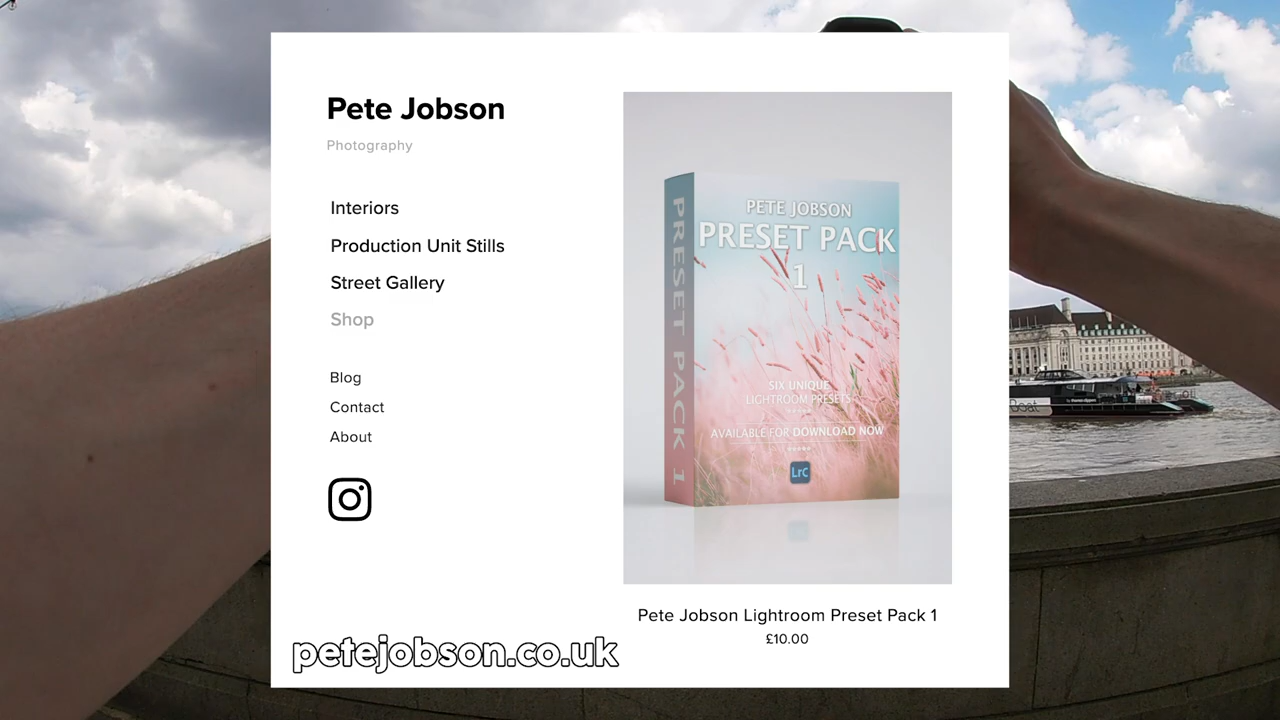 Pete Jobson
Photography
Interiors
Production Unit Stills
Street Gallery
Shop
Blog
Contact
About
petejobson.co.uk
PRESET PACK 1
PETE JOBSON
PRESET PACK
1
SIX UNIQUE
LIGHTROOM PRESETS
AVAILABLE FOR DOWNLOAD NOW
LrC
Pete Jobson Lightroom Preset Pack 1
£10.00
Boat